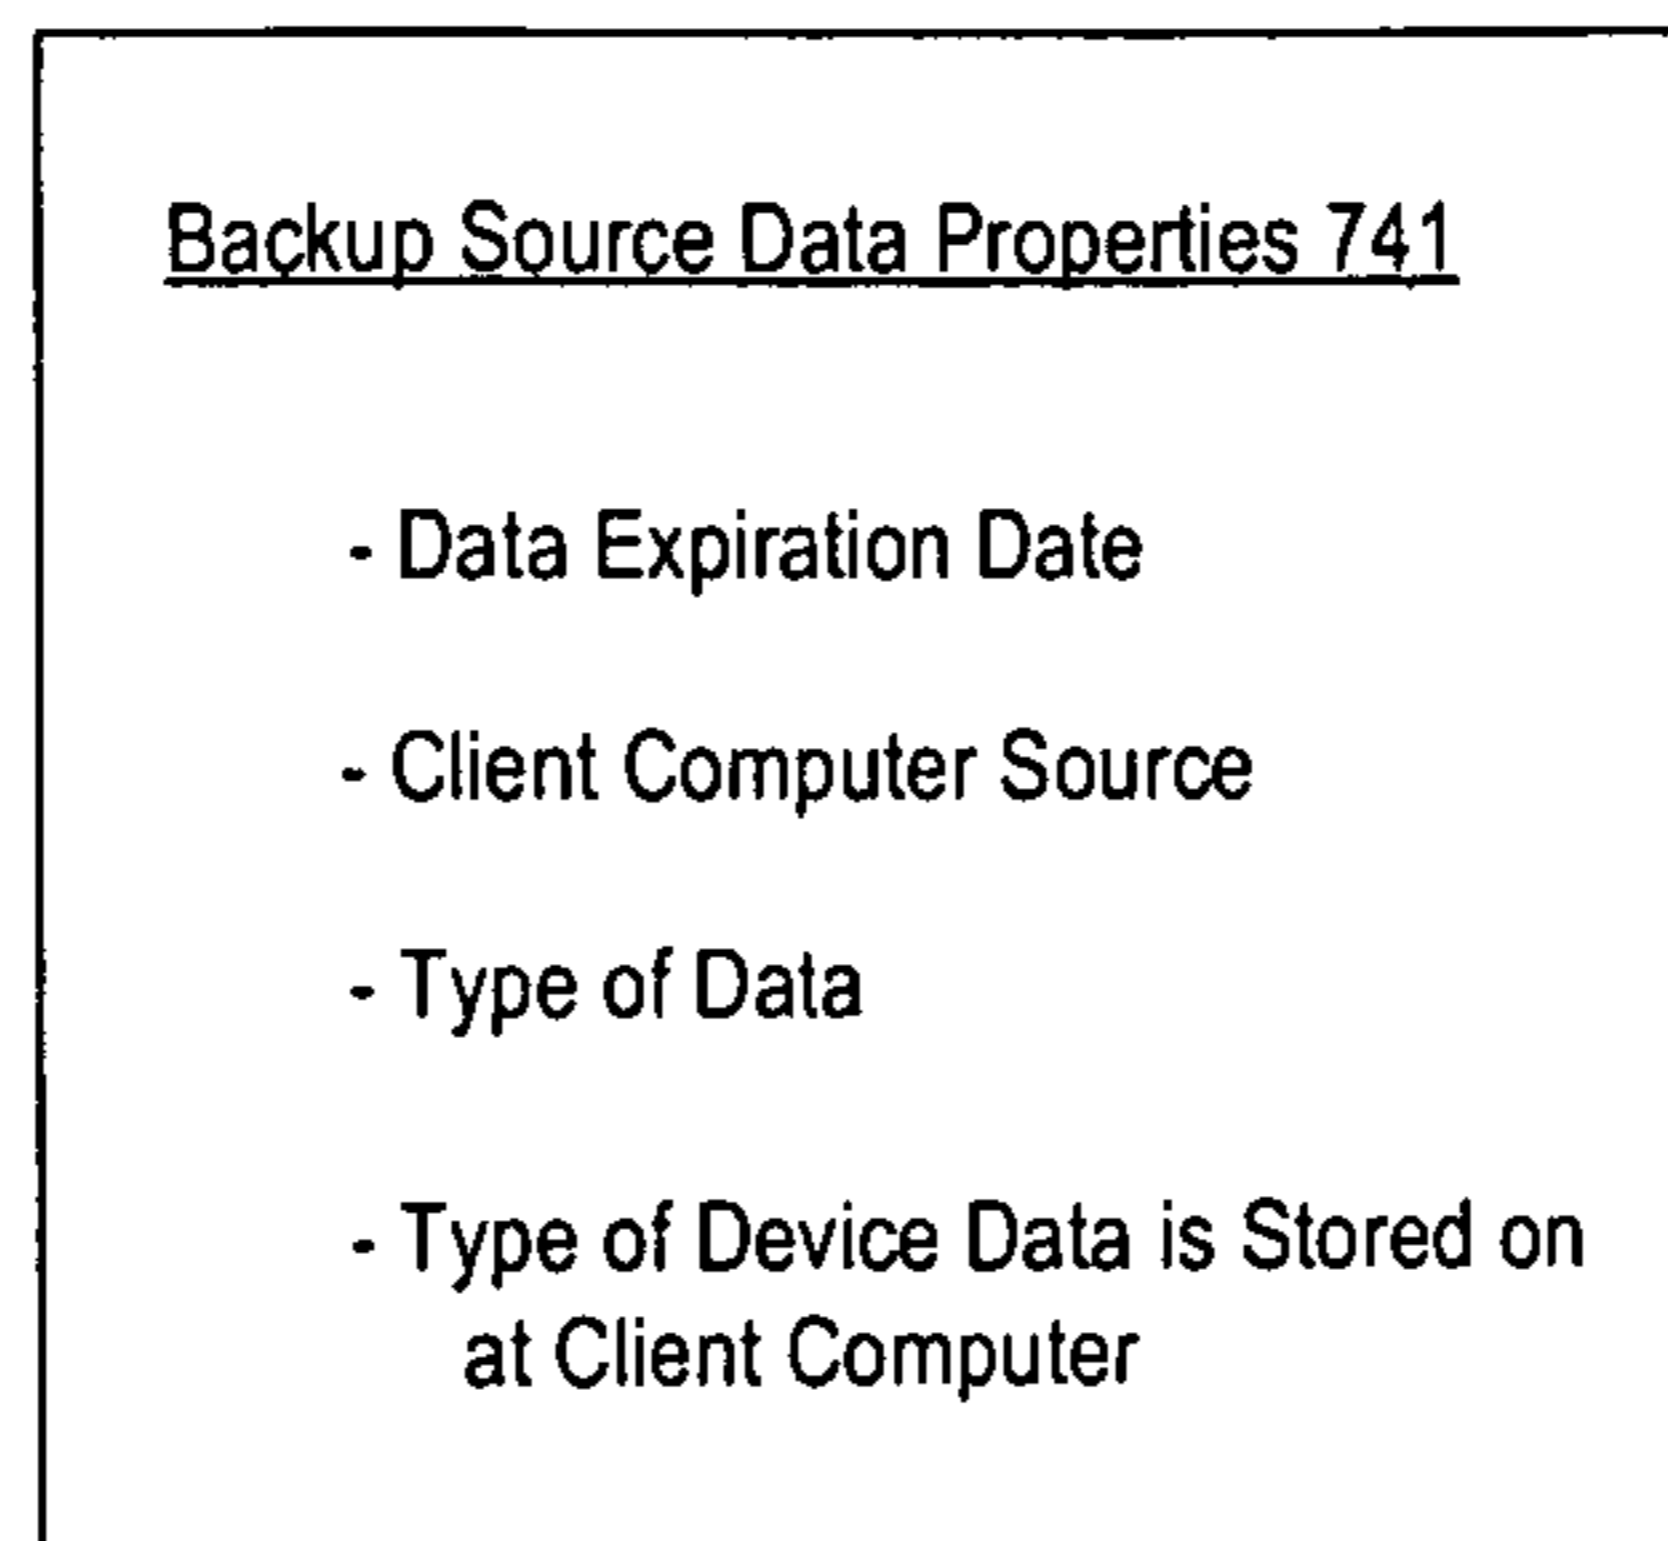 Backup Source Data Properties 741
- Data Expiration Date
- Client Computer Source
- Type of Data
- Type of Device Data is Stored on
at Client Computer